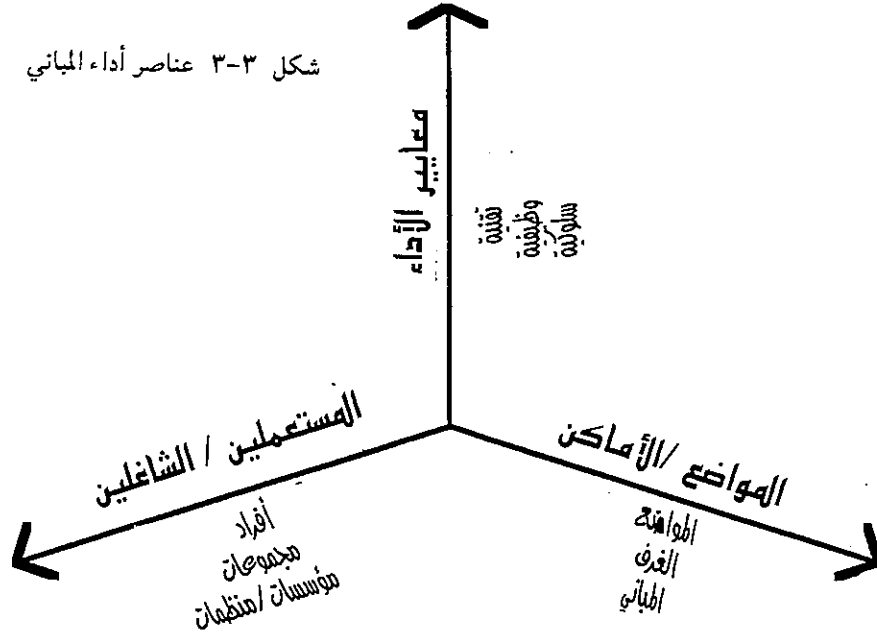 شكل ٣-٣ عناصر أداء المباني
معايير الأداء
تقنية
وظيفية
سلوكية
المستعملين / الشاغلين
أفراد
مجموعات
مؤسسات / منظمات
المواضع / الأماكن
المواضع
الغرف
المباني